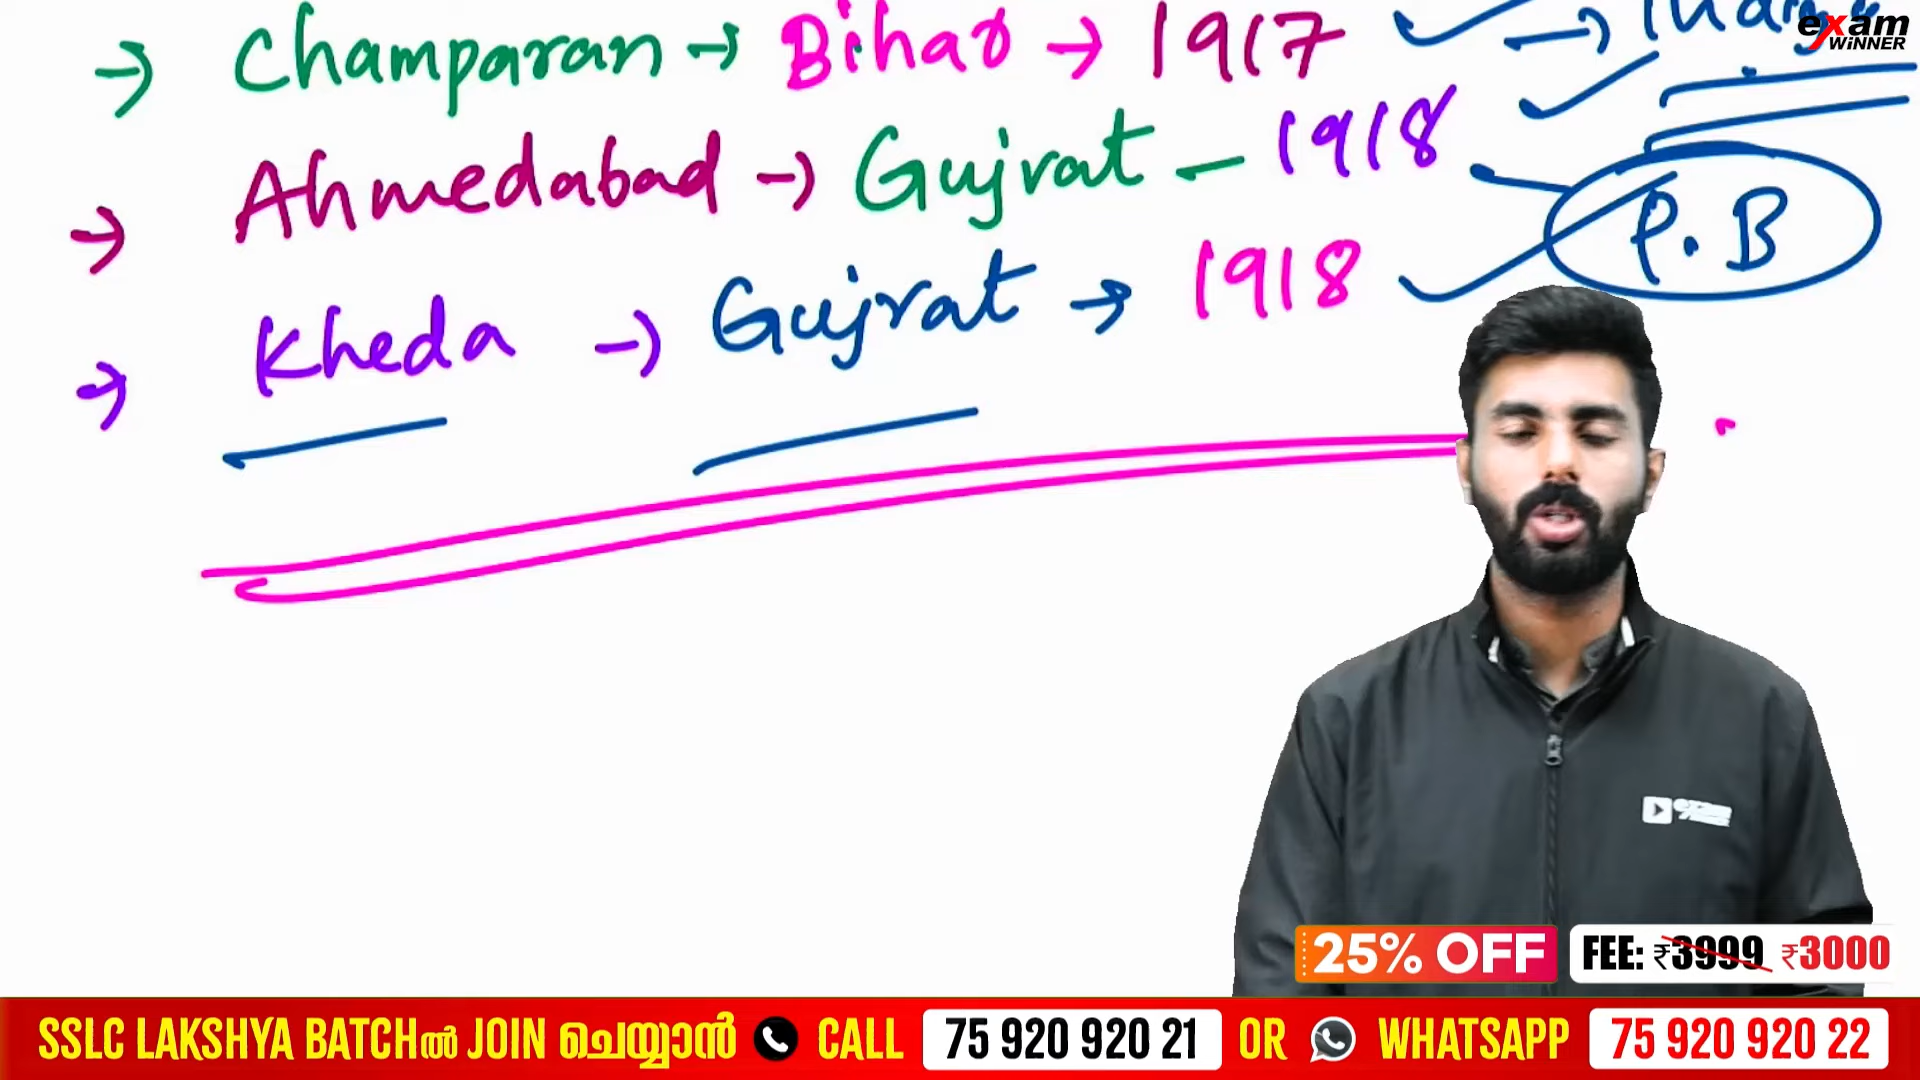 → Champaran → Bihar → 1917 →
exam
WiNNER
→ Ahmedabad → Gujrat - 1918
P.B
→ Kheda → Gujrat → 1918
exam
25% OFF FEE: ₹3999 ₹3000
SSLC LAKSHYA BATCHൽ JOIN ചെയ്യാൻ CALL 75 920 920 21 OR WHATSAPP 75 920 920 22